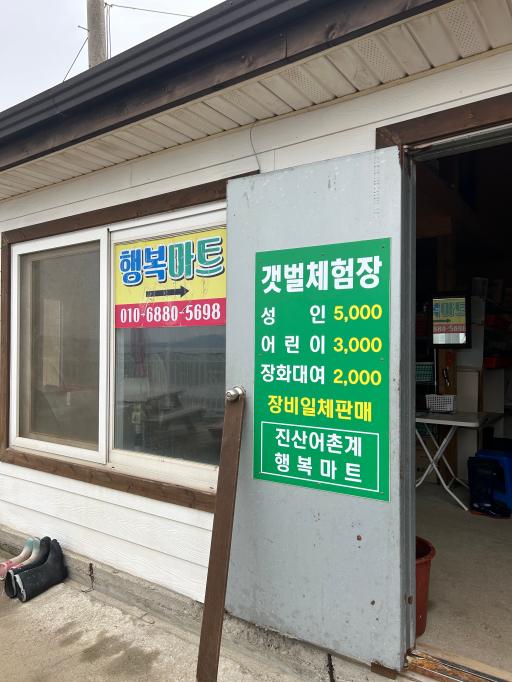 행복마트
010-6880-5698
갯벌체험장
성 인 5,000
어린이 3,000
장화대여 2,000
장비일체판매
진산어촌계
행복마트